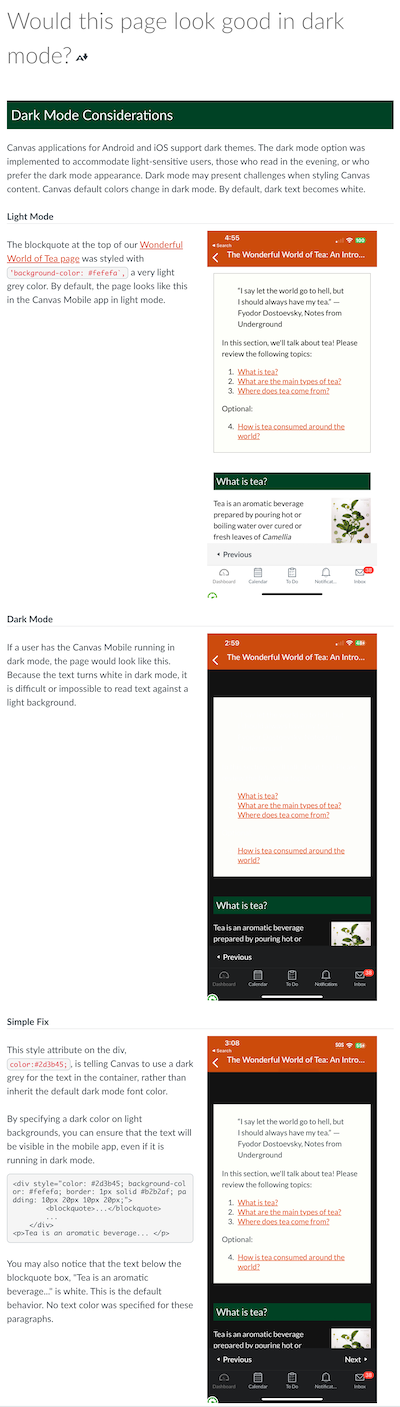 Would this page look good in dark
mode?
Dark Mode Considerations
Canvas applications for Android and iOS support dark themes. The dark mode option was
implemented to accommodate light-sensitive users, those who read in the evening, or who
prefer the dark mode appearance. Dark mode may present challenges when styling Canvas
content. Canvas default colors change in dark mode. By default, dark text becomes white.
Light Mode
The blockquote at the top of our Wonderful
World of Tea page was styled with
`background-color: #fefefa`, a very light
grey color. By default, the page looks like this
in the Canvas Mobile app in light mode.
4:55
Search
100
The Wonderful World of Tea: An Intro...
"I say let the world go to hell, but
I should always have my tea." —
Fyodor Dostoevsky, Notes from
Underground
In this section, we'll talk about tea! Please
review the following topics:
1. What is tea?
2. What are the main types of tea?
3. Where does tea come from?
Optional:
4. How is tea consumed around the
world?
What is tea?
Tea is an aromatic beverage
prepared by pouring hot or
boiling water over cured or
fresh leaves of Camellia
Previous
Dashboard Calendar To Do Notificat... Inbox
38
Dark Mode
If a user has the Canvas Mobile running in
dark mode, the page would look like this.
Because the text turns white in dark mode, it
is difficult or impossible to read text against a
light background.
2:59
The Wonderful World of Tea: An Intro...
What is tea?
What are the main types of tea?
Where does tea come from?
How is tea consumed around the
world?
What is tea?
Tea is an aromatic beverage
prepared by pouring hot or
Previous
Dashboard Calendar To Do Notifications Inbox
38
Simple Fix
This style attribute on the div,
color:#2d3b45;, is telling Canvas to use a dark
grey for the text in the container, rather than
inherit the default dark mode font color.
By specifying a dark color on light
backgrounds, you can ensure that the text will
be visible in the mobile app, even if it is
running in dark mode.
<div style="color: #2d3b45; background-col
or: #fefefa; border: 1px solid #b2b2af; pa
dding: 10px 20px 10px 20px;">
<blockquote>...</blockquote>
...
</div>
<p>Tea is an aromatic beverage... </p>
You may also notice that the text below the
blockquote box, "Tea is an aromatic
beverage..." is white. This is the default
behavior. No text color was specified for these
paragraphs.
3:08
Search
SOS
The Wonderful World of Tea: An Intro...
"I say let the world go to hell, but
I should always have my tea." —
Fyodor Dostoevsky, Notes from
Underground
In this section, we'll talk about tea! Please
review the following topics:
1. What is tea?
2. What are the main types of tea?
3. Where does tea come from?
Optional:
4. How is tea consumed around the
world?
What is tea?
Tea is an aromatic beverage
prepared by pouring hot or
Previous Next
Dashboard Calendar To Do Notificat... Inbox
38